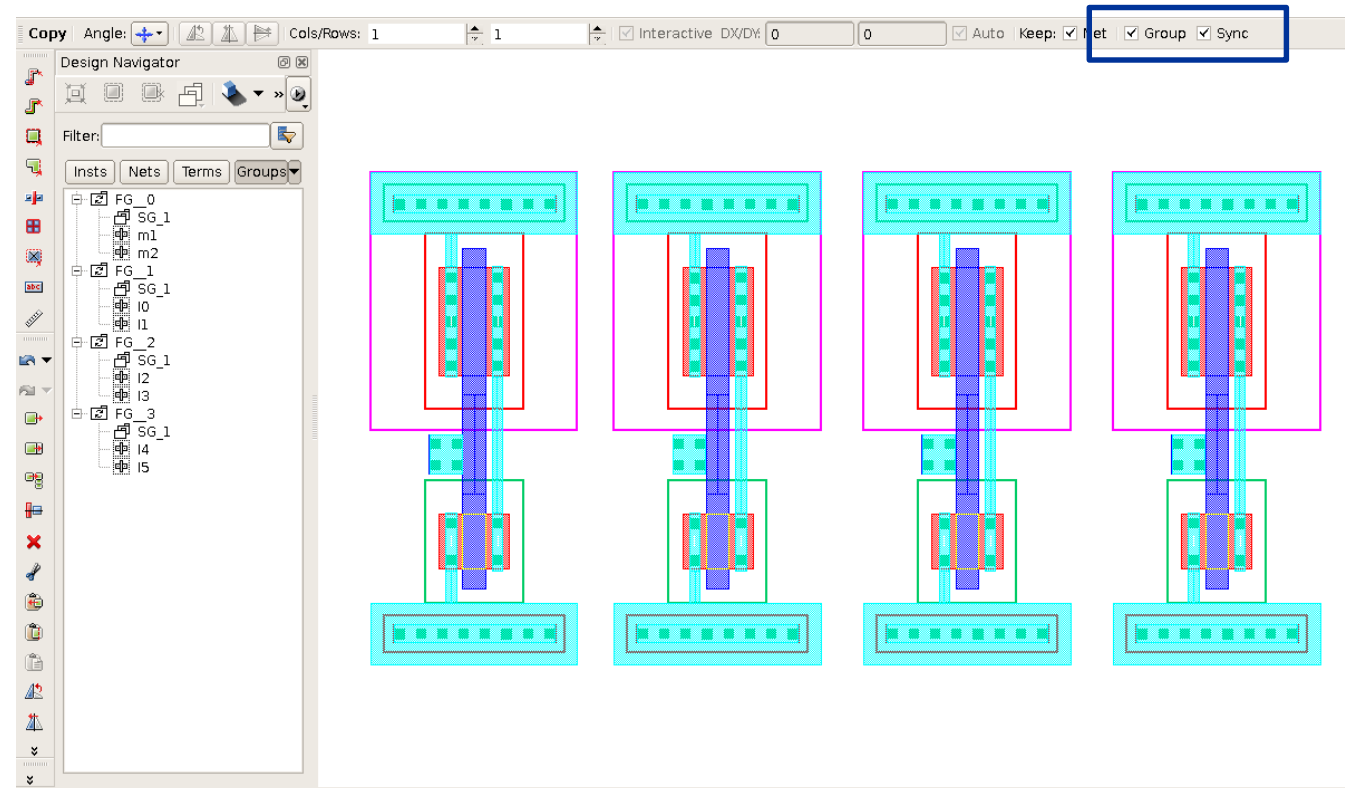 Copy Angle: Cols/Rows: 1 1 Interactive DX/DY: 0 0 Auto Keep: Net Group Sync
Design Navigator
»
Filter:
Insts Nets Terms Groups
FG__0
SG_1
m1
m2
FG__1
SG_1
I0
I1
FG__2
SG_1
I2
I3
FG__3
SG_1
I4
I5
abc